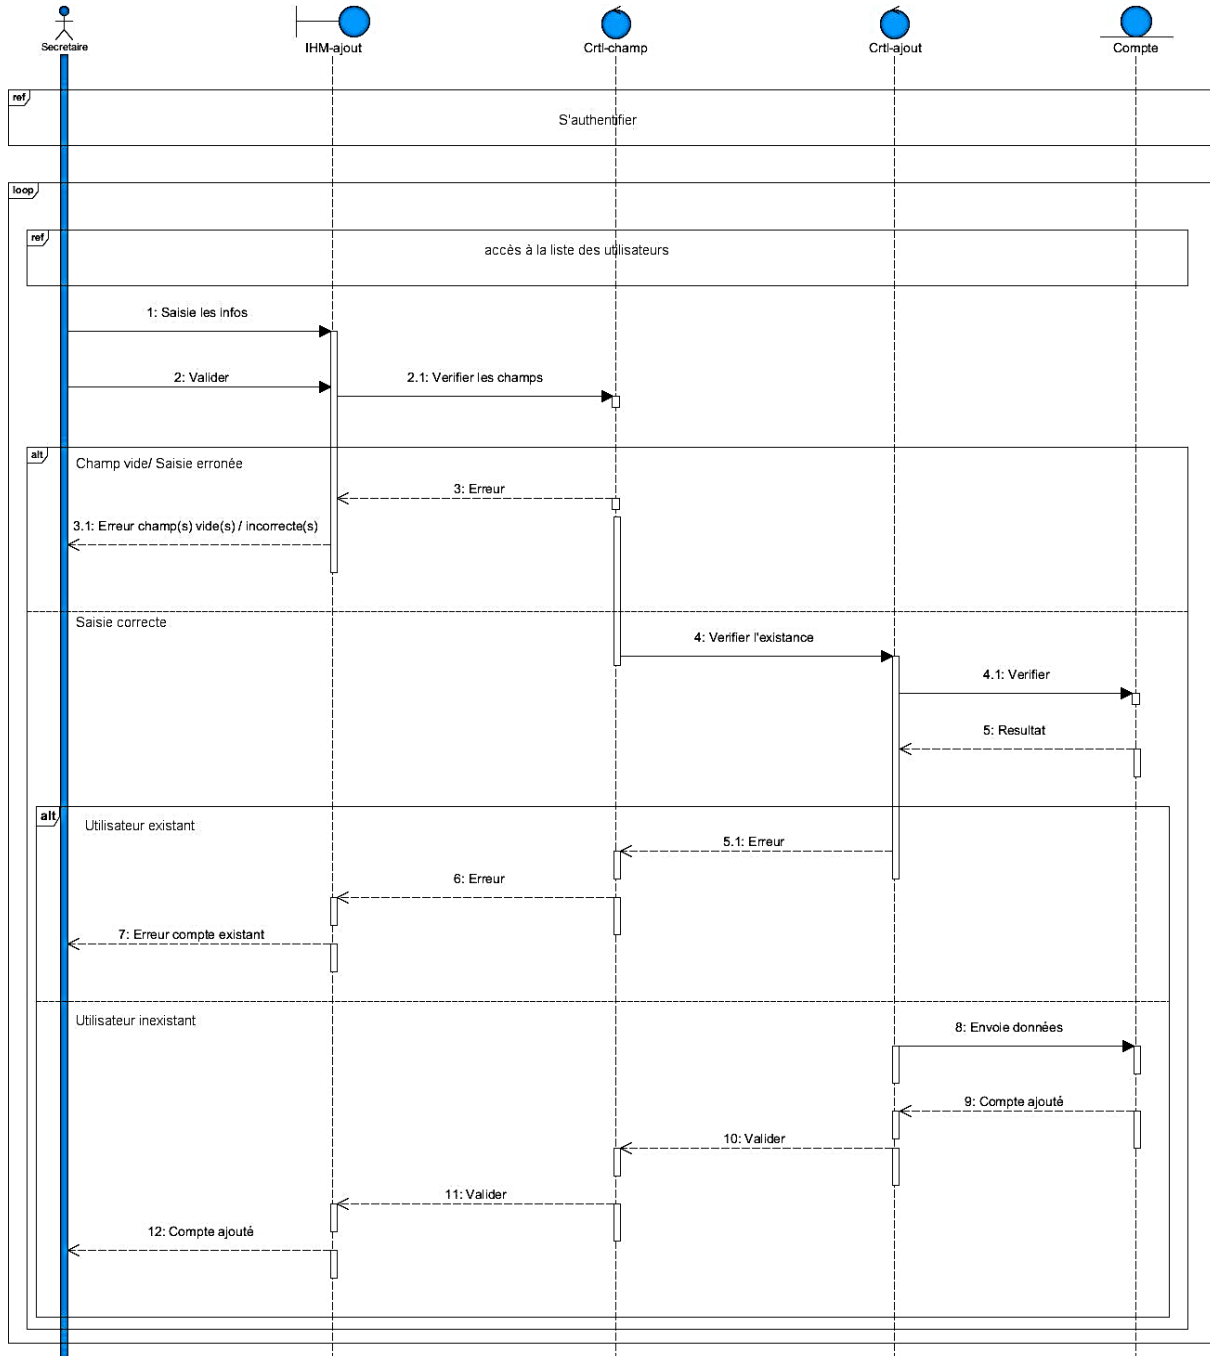 Secretaire
IHM-ajout
Crtl-champ
Crtl-ajout
Compte
ref
S'authentifier
loop
ref
accès à la liste des utilisateurs
1: Saisie les infos
2: Valider
2.1: Verifier les champs
alt
Champ vide/ Saisie erronée
3: Erreur
3.1: Erreur champ(s) vide(s) / incorrecte(s)
Saisie correcte
4: Verifier l'existance
4.1: Verifier
5: Resultat
alt
Utilisateur existant
5.1: Erreur
6: Erreur
7: Erreur compte existant
Utilisateur inexistant
8: Envoie données
9: Compte ajouté
10: Valider
11: Valider
12: Compte ajouté